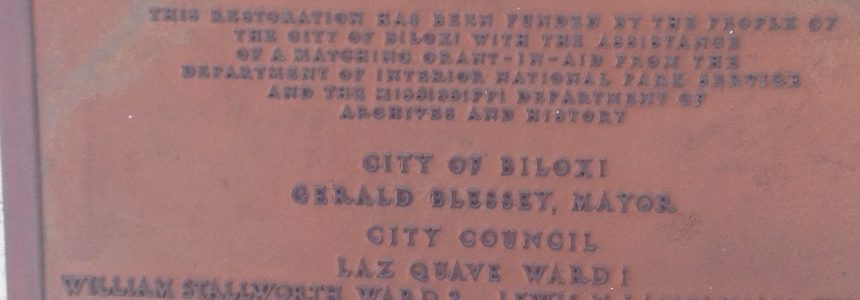 THIS RESTORATION HAS BEEN FUNDED BY THE PEOPLE OF
THE CITY OF BILOXI WITH THE ASSISTANCE
OF A MATCHING GRANT-IN-AID FROM THE
DEPARTMENT OF INTERIOR NATIONAL PARK SERVICE
AND THE MISSISSIPPI DEPARTMENT OF
ARCHIVES AND HISTORY
CITY OF BILOXI
GERALD BLESSEY, MAYOR
CITY COUNCIL
LAZ QUAVE WARD 1
WILLIAM STALLWORTH WARD 2